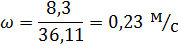 ω = 8,3 / 36,11 = 0,23 м/с